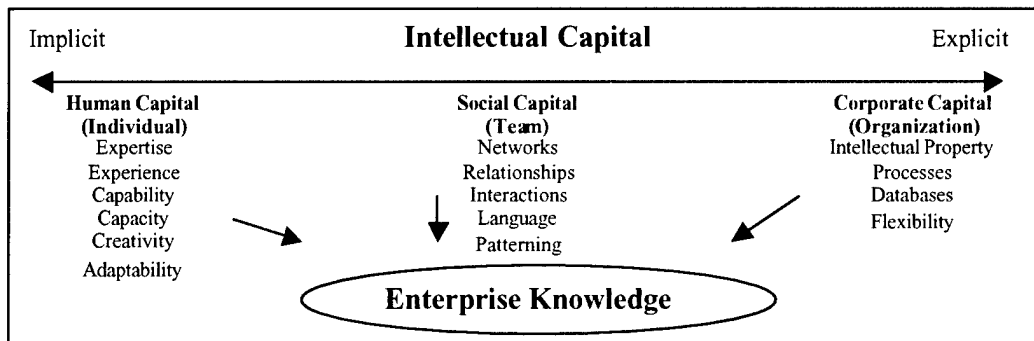 Implicit Intellectual Capital Explicit
Human Capital
(Individual)
Expertise
Experience
Capability
Capacity
Creativity
Adaptability
Social Capital
(Team)
Networks
Relationships
Interactions
Language
Patterning
Corporate Capital
(Organization)
Intellectual Property
Processes
Databases
Flexibility
Enterprise Knowledge